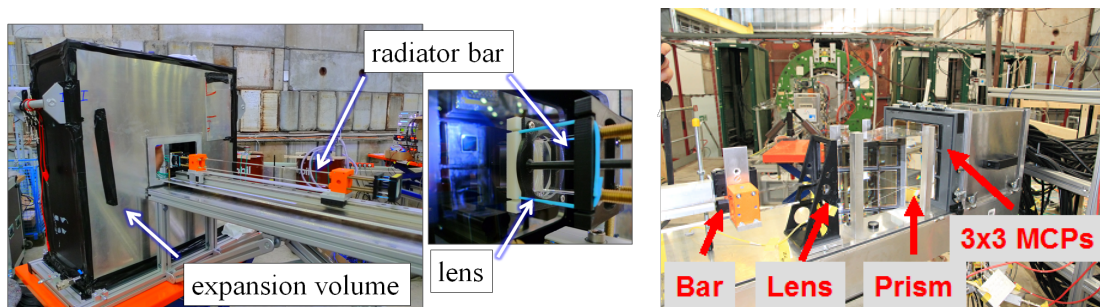 radiator bar
lens
expansion volume
3x3 MCPs
Bar
Lens
Prism